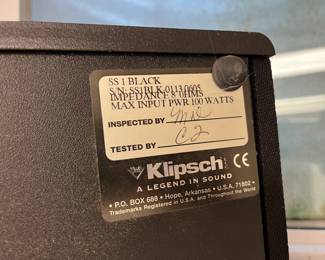 SS 1 BLACK
S/N: SS1BLK 0113 0605
IMPEDANCE 8 OHMS
MAX INPUT PWR 100 WATTS
INSPECTED BY
TESTED BY C2
Klipsch CE
A LEGEND IN SOUND
• P.O. BOX 688 • Hope, Arkansas • U.S.A. 71802 •
Trademarks Registered in U.S.A. and Throughout the World